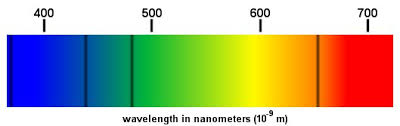 400 500 600 700
wavelength in nanometers (10⁻⁹ m)